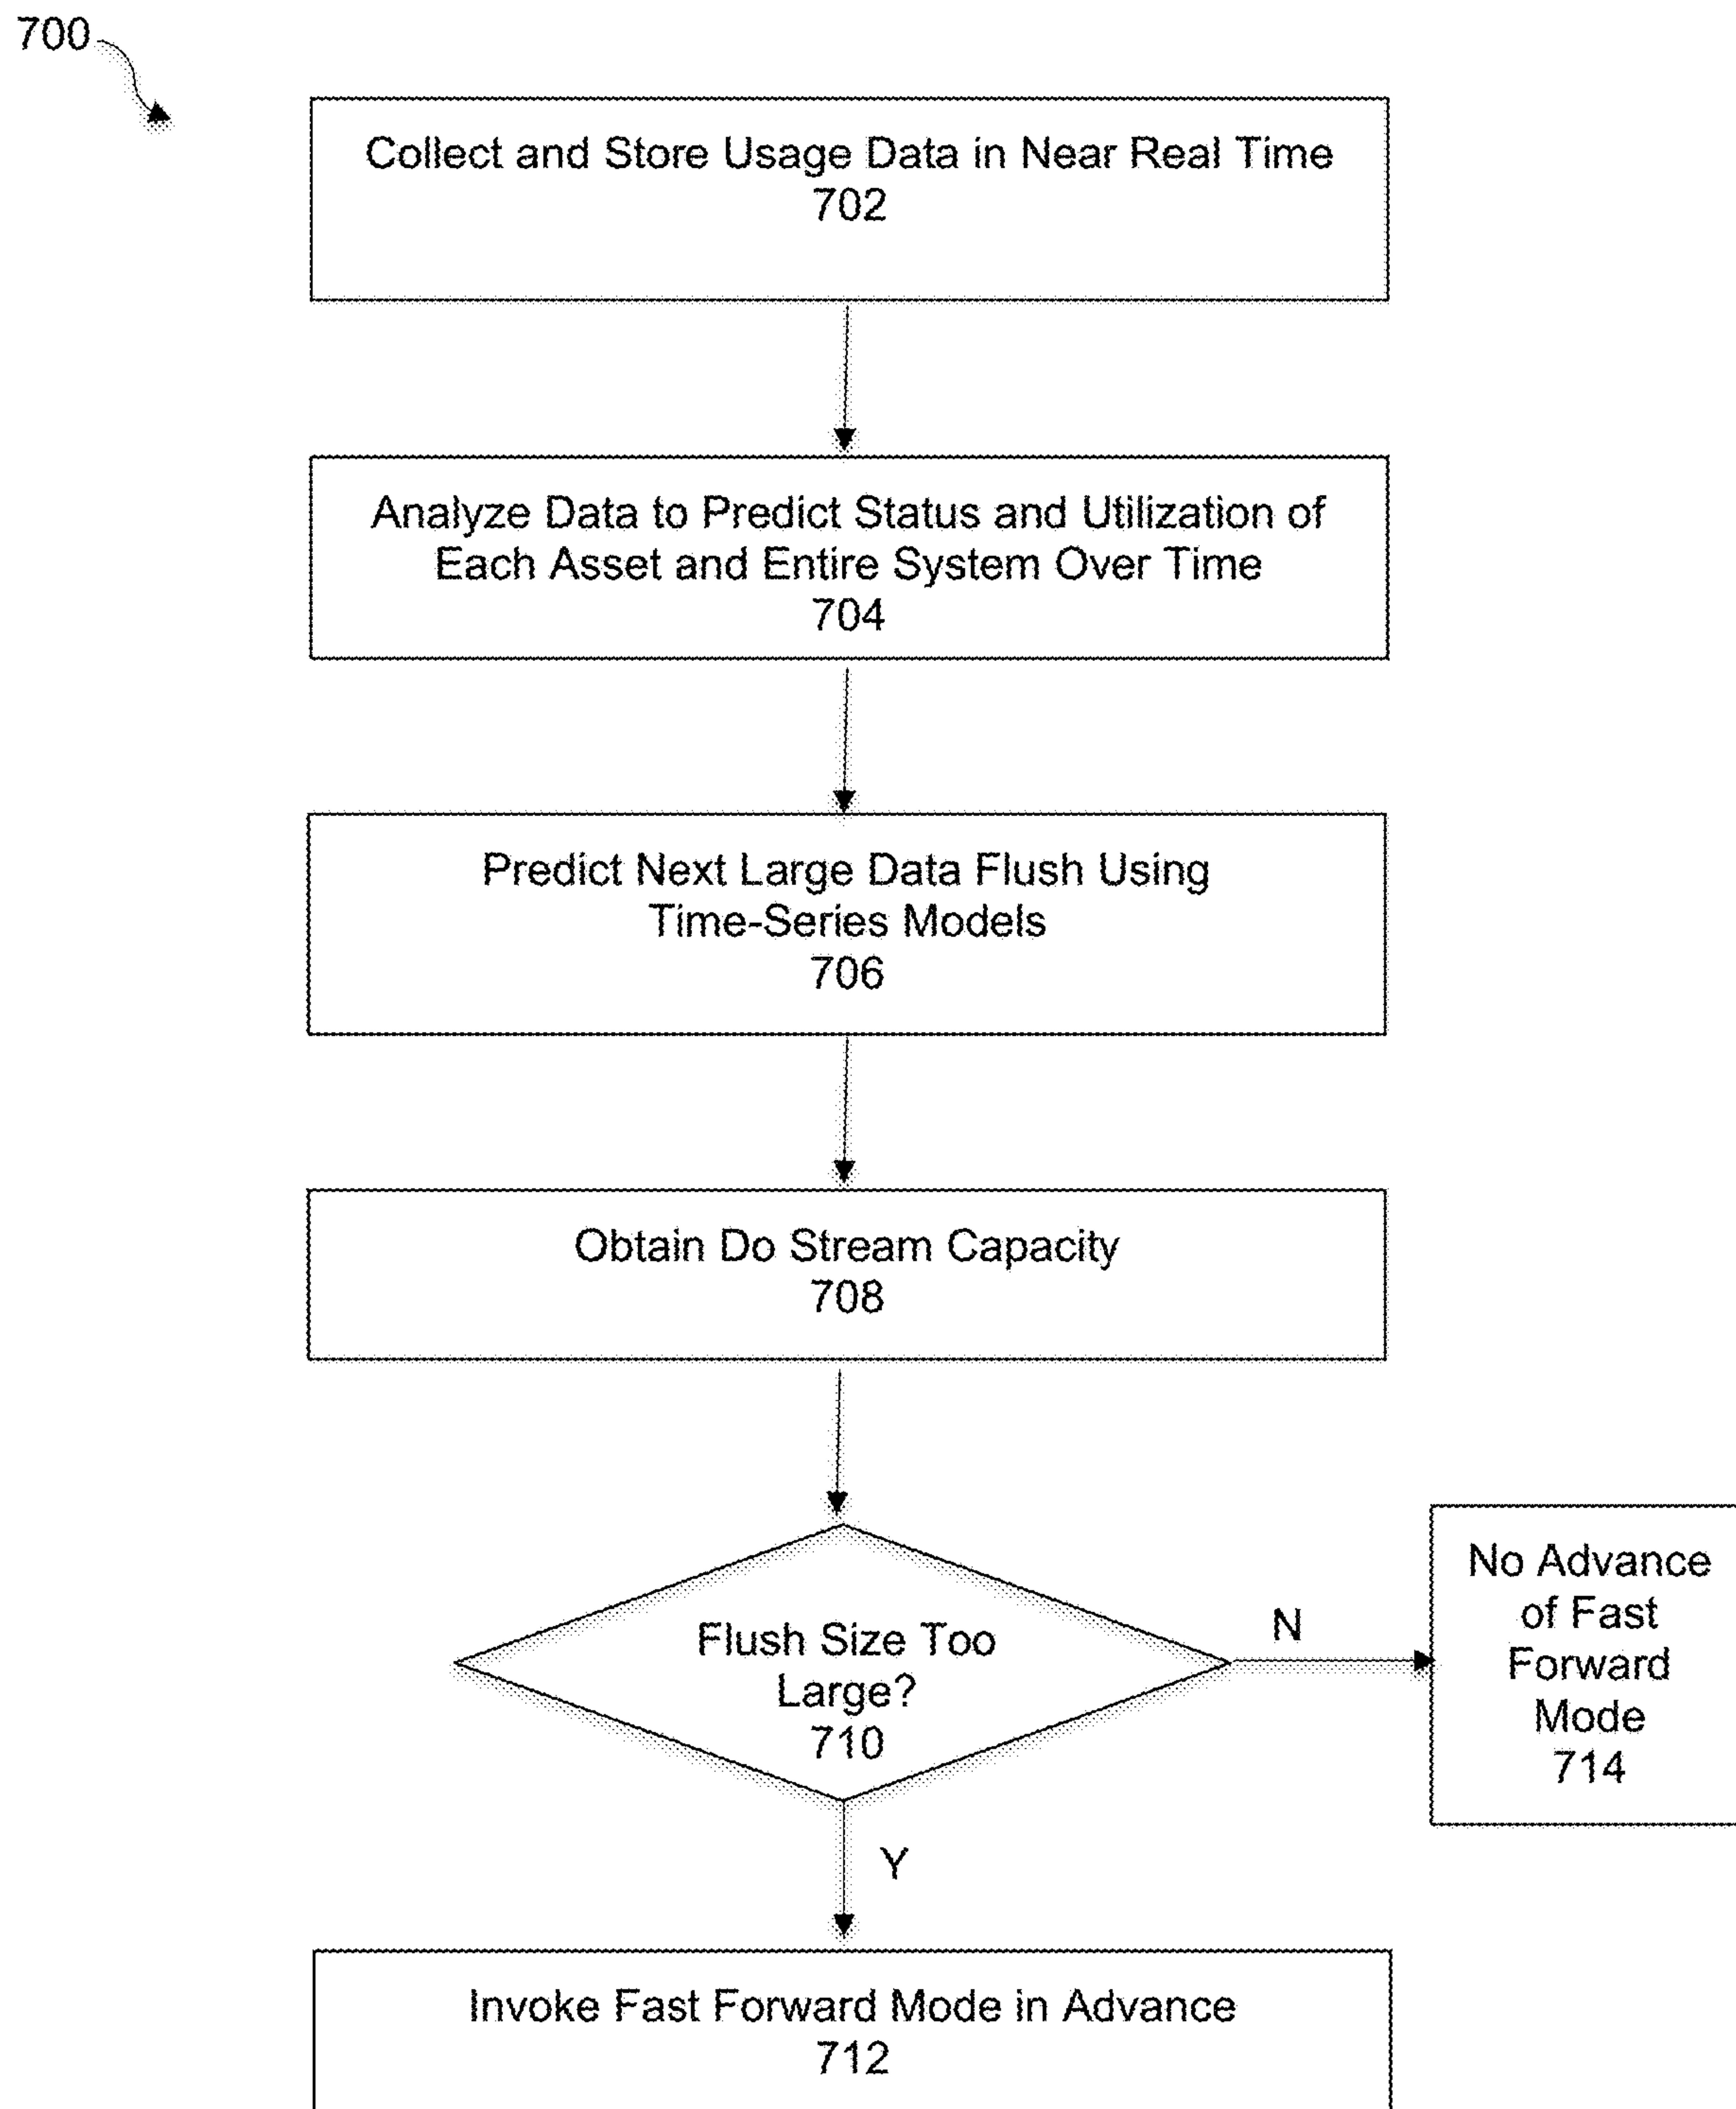 700
Collect and Store Usage Data in Near Real Time
702
Analyze Data to Predict Status and Utilization of
Each Asset and Entire System Over Time
704
Predict Next Large Data Flush Using
Time-Series Models
706
Obtain Do Stream Capacity
708
Flush Size Too
Large?
710
N
No Advance
of Fast
Forward
Mode
714
Y
Invoke Fast Forward Mode in Advance
712